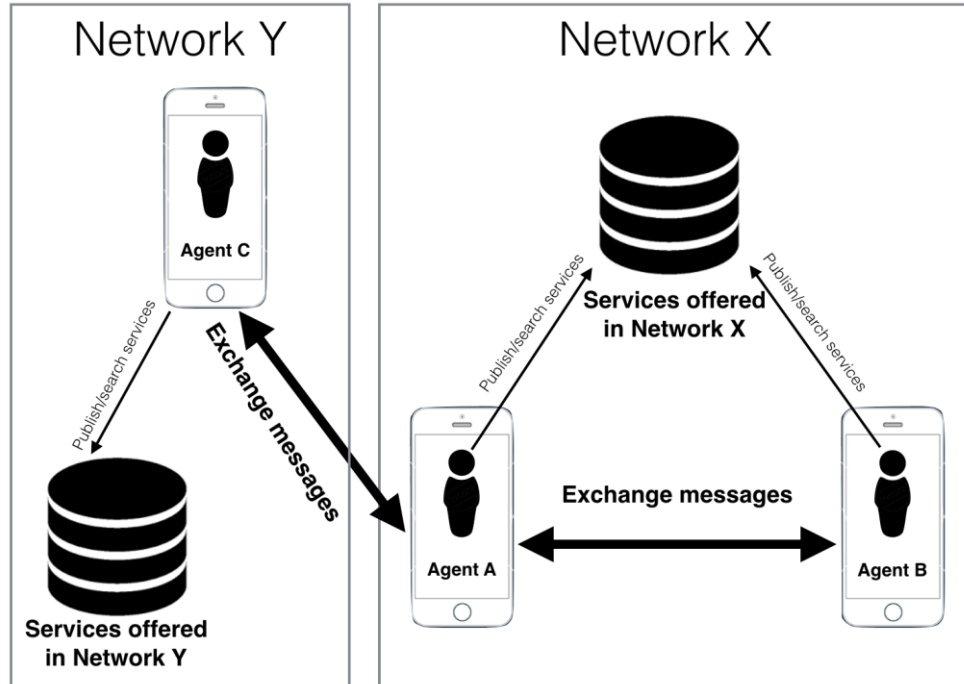 Network Y
Agent C
Publish/search services
Exchange messages
Services offered
in Network Y
Network X
Services offered
in Network X
Publish/search services
Publish/search services
Agent A
Exchange messages
Agent B